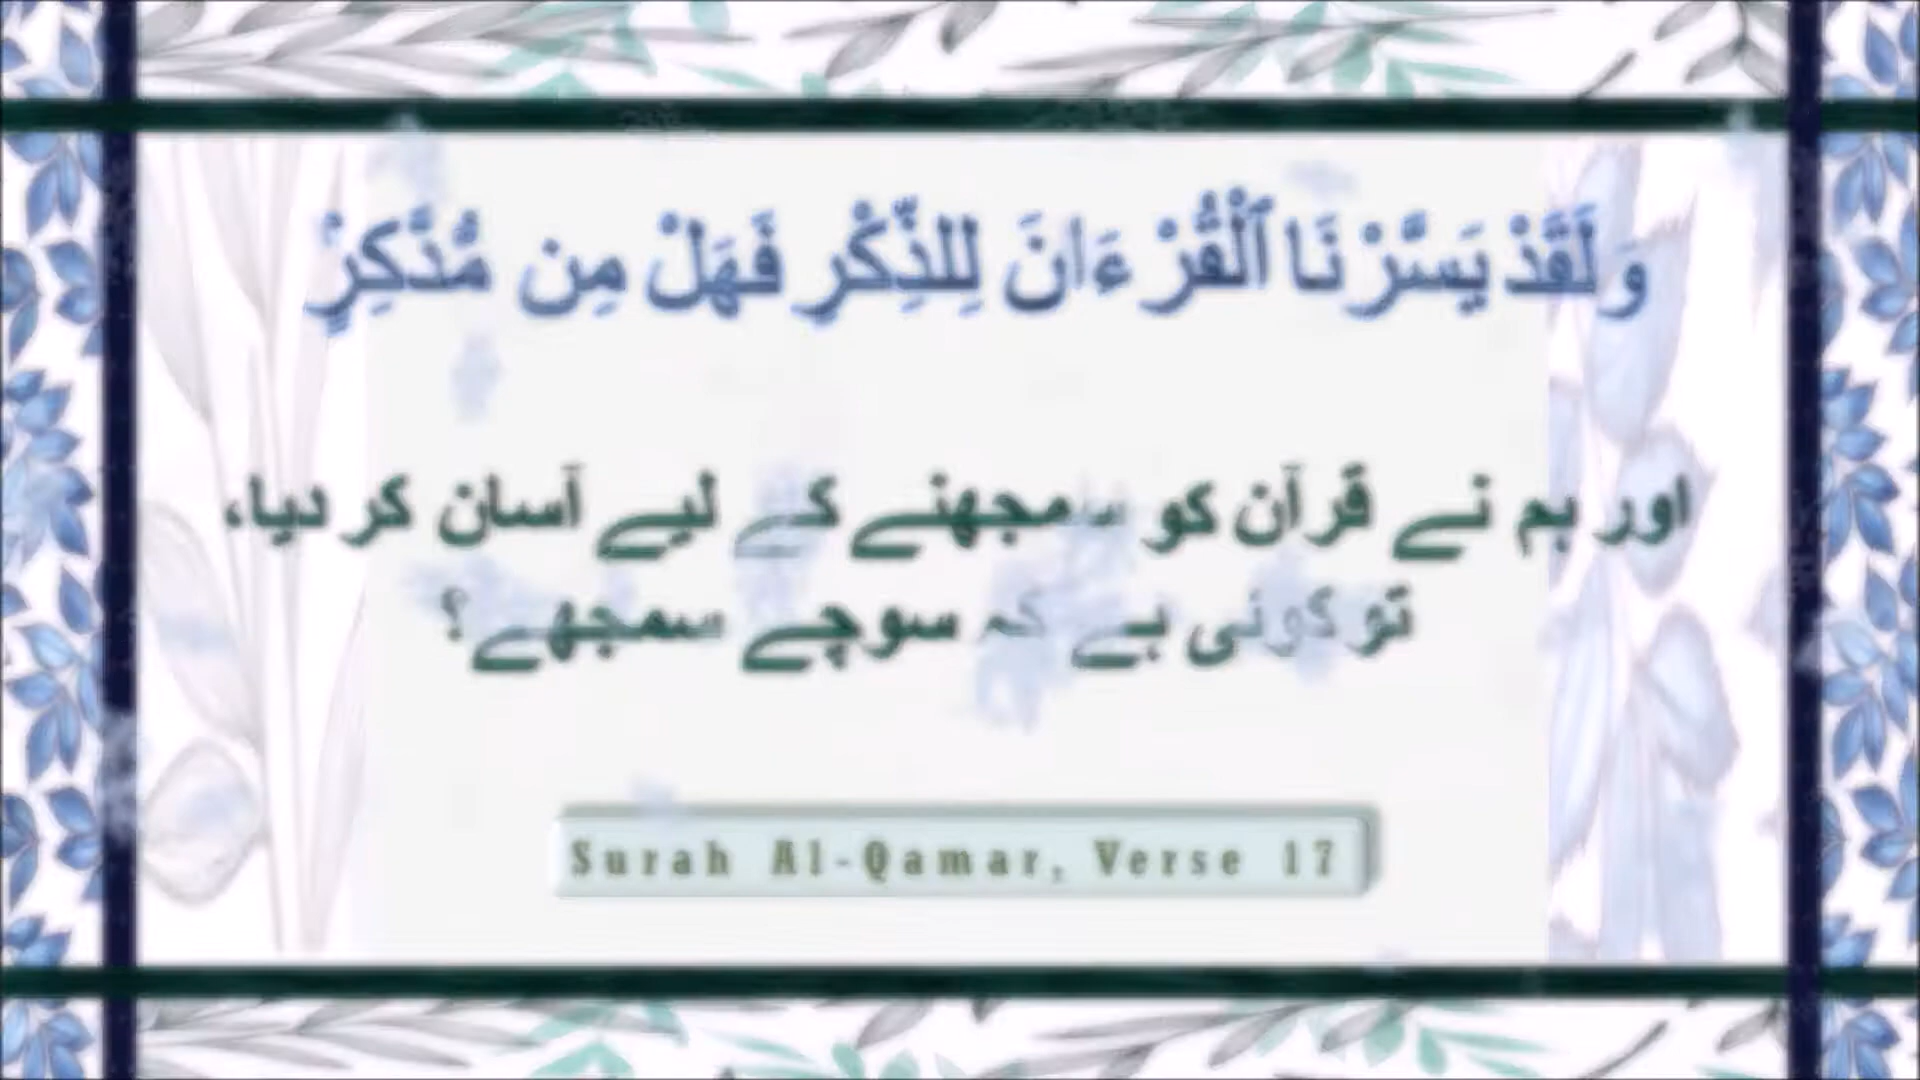 وَلَقَدْ يَسَّرْنَا ٱلْقُرْءَانَ لِلذِّكْرِ فَهَلْ مِن مُّدَّكِرٍۢ
اور ہم نے قرآن کو سمجھنے کے لیے آسان کر دیا،
تو کوئی ہے کہ سوچے سمجھے؟
Surah Al-Qamar, Verse 17